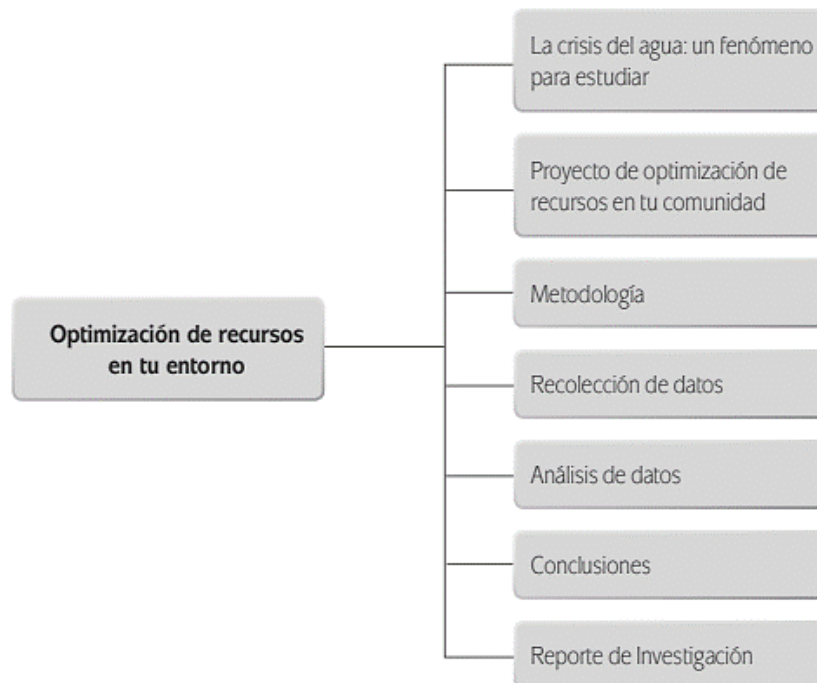 Optimización de recursos
en tu entorno
La crisis del agua: un fenómeno
para estudiar
Proyecto de optimización de
recursos en tu comunidad
Metodología
Recolección de datos
Análisis de datos
Conclusiones
Reporte de Investigación